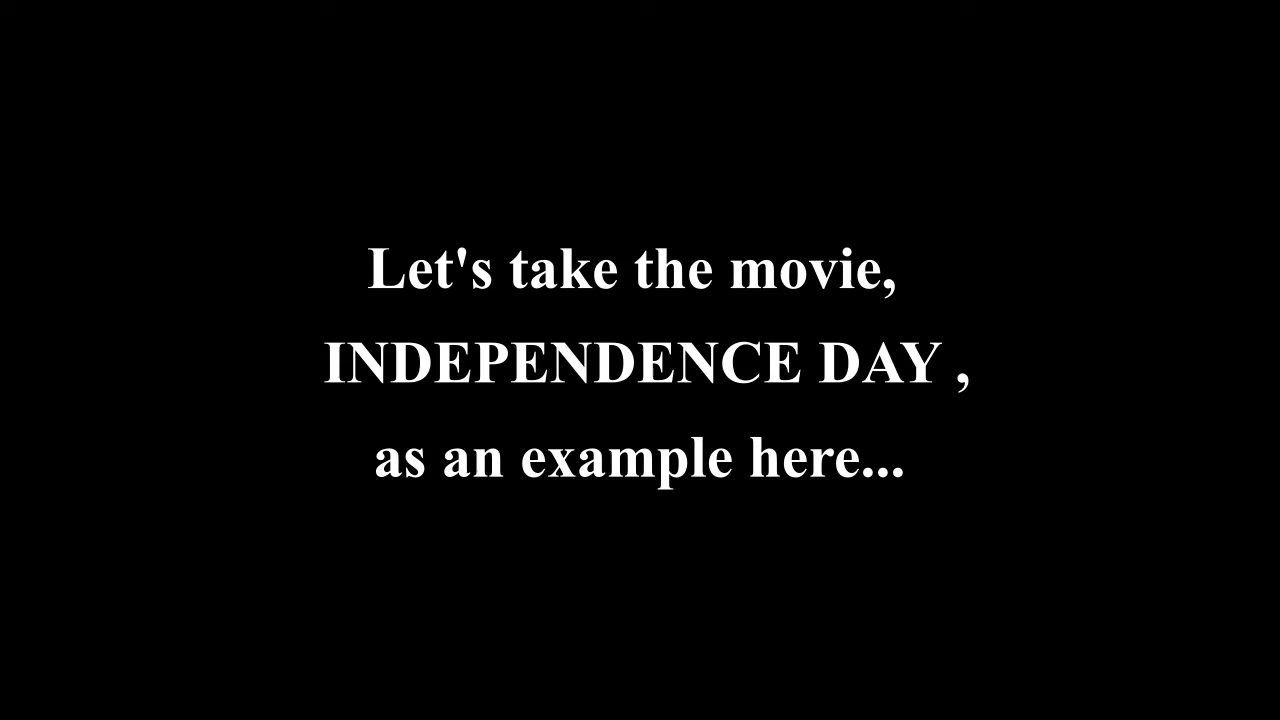 Let's take the movie,
INDEPENDENCE DAY ,
as an example here...